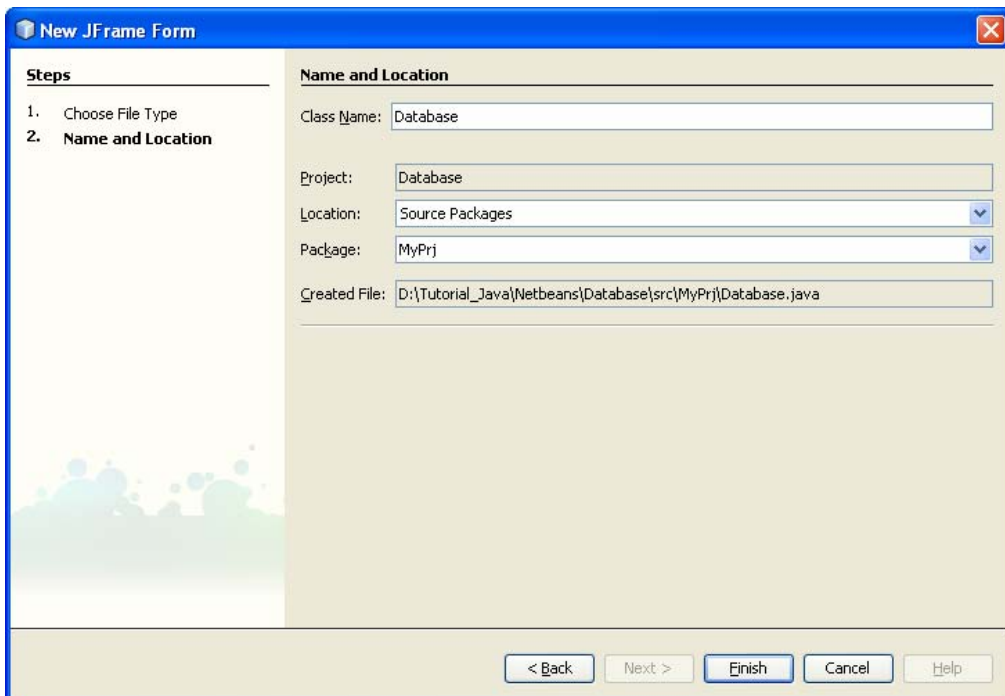 New JFrame Form
Steps
1. Choose File Type
2. Name and Location
Name and Location
Class Name: Database
Project: Database
Location: Source Packages
Package: MyPrj
Created File: D:\Tutorial_Java\Netbeans\Database\src\MyPrj\Database.java
< Back Next > Finish Cancel Help